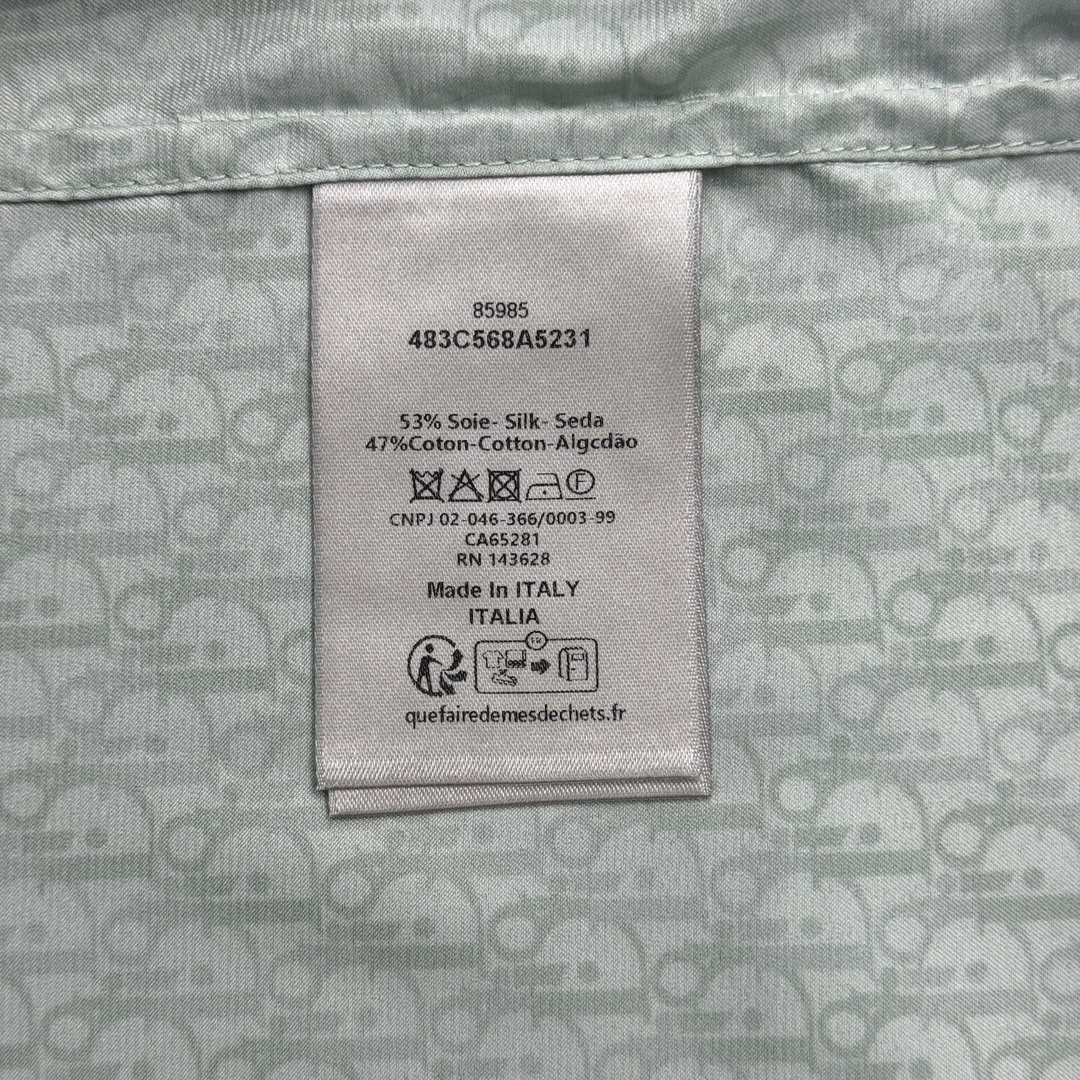 85985
483C568A5231
53% Soie- Silk- Seda
47%Coton-Cotton-Algcdão
F
CNPJ 02-046-366/0003-99
CA65281
RN 143628
Made In ITALY
ITALIA
FR
quefairedemesdechets.fr